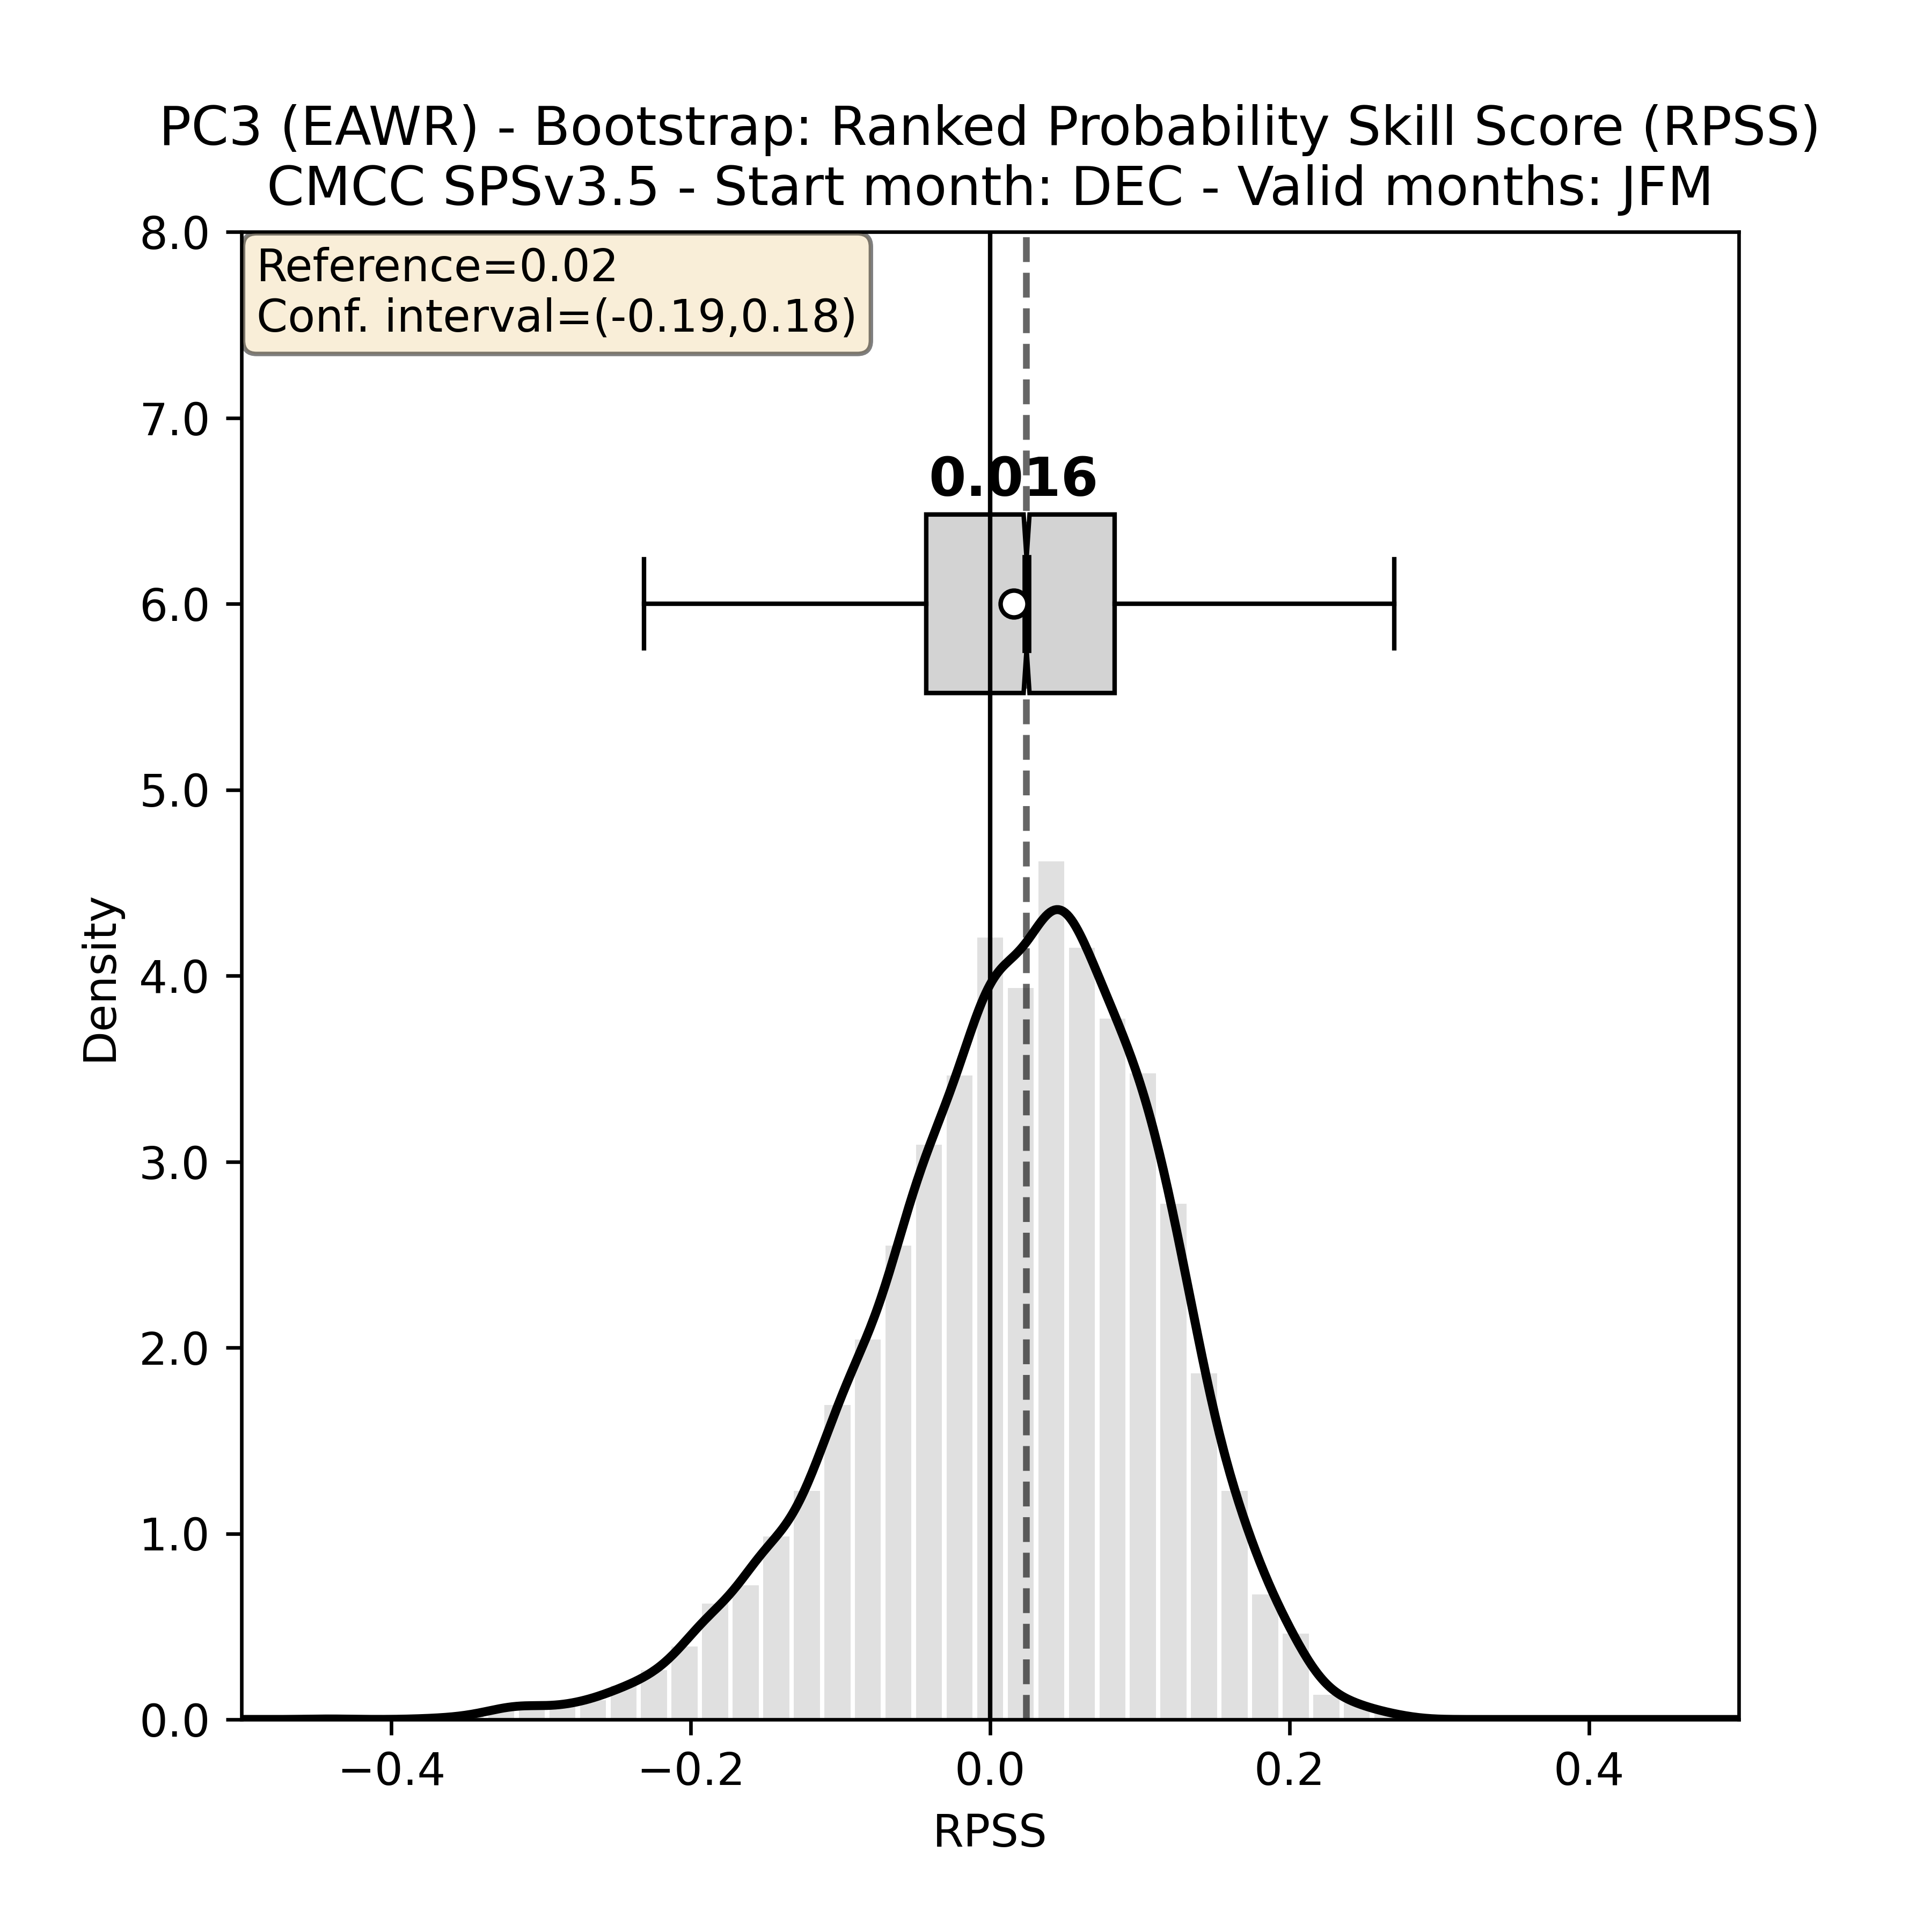 PC3 (EAWR) - Bootstrap: Ranked Probability Skill Score (RPSS)
CMCC SPSv3.5 - Start month: DEC - Valid months: JFM
8.0
Reference=0.02
Conf. interval=(-0.19,0.18)
7.0
0.016
6.0
5.0
4.0
3.0
2.0
1.0
0.0
Density
−0.4 −0.2 0.0 0.2 0.4
RPSS